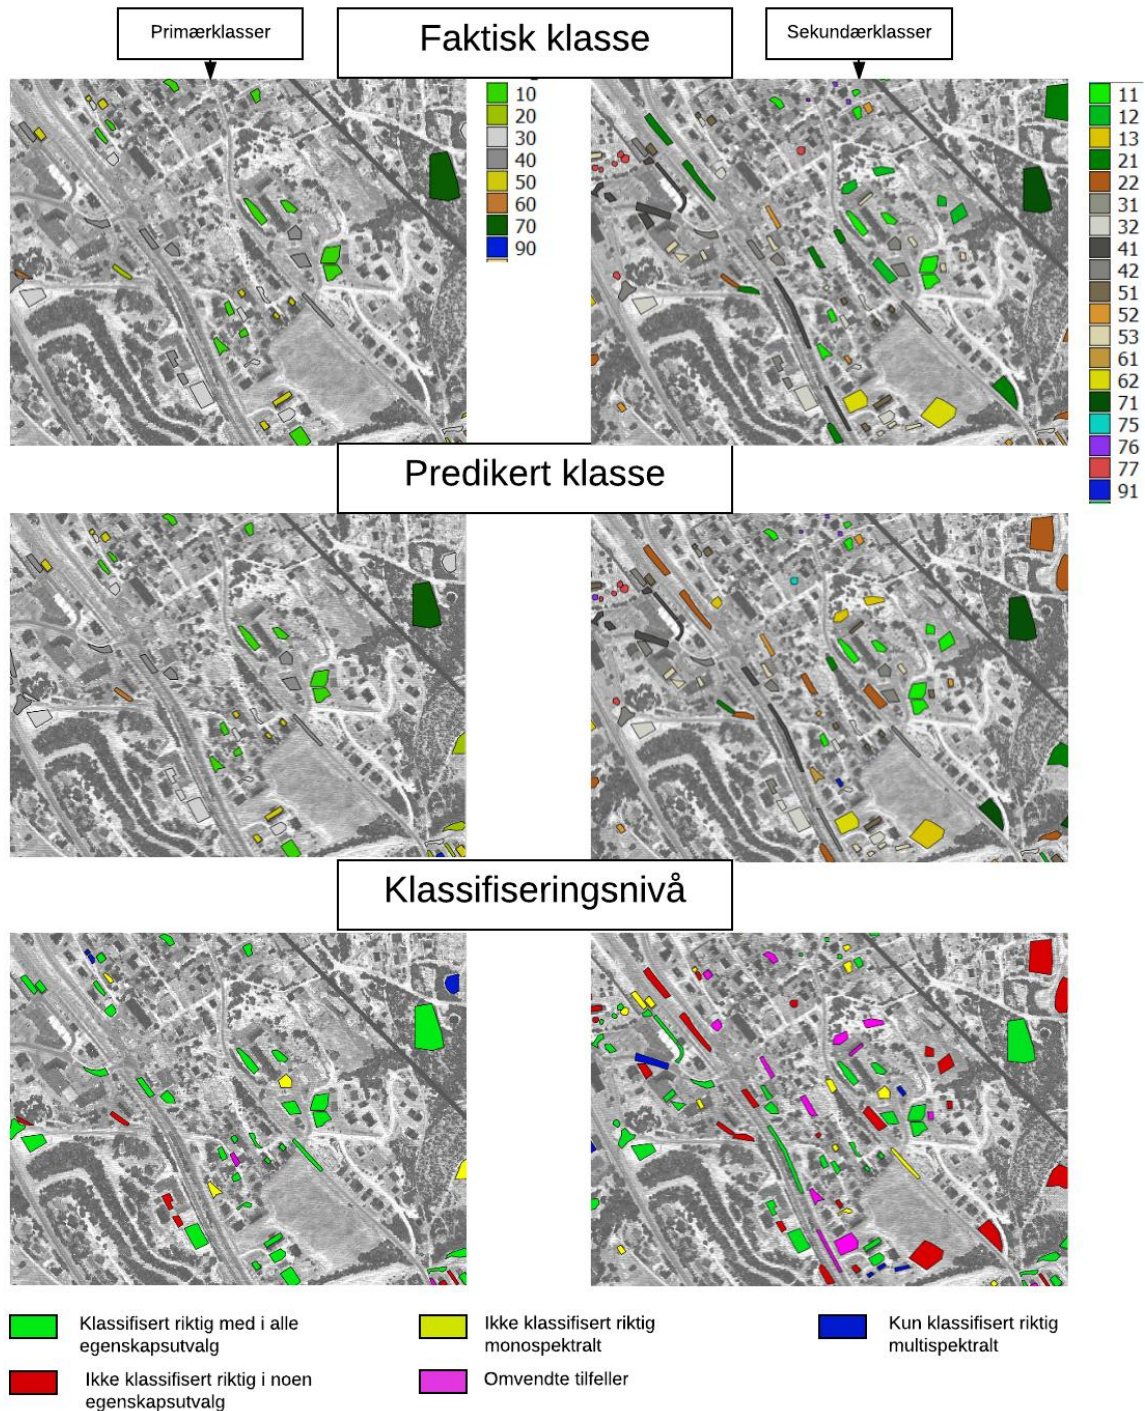 Primærklasser
Faktisk klasse
Sekundærklasser
10
20
30
40
50
60
70
90
11
12
13
21
22
31
32
41
42
51
52
53
61
62
71
75
76
77
91
Predikert klasse
Klassifiseringsnivå
Klassifisert riktig med i alle
egenskapsutvalg
Ikke klassifisert riktig
monospektralt
Kun klassifisert riktig
multispektralt
Ikke klassifisert riktig i noen
egenskapsutvalg
Omvendte tilfeller